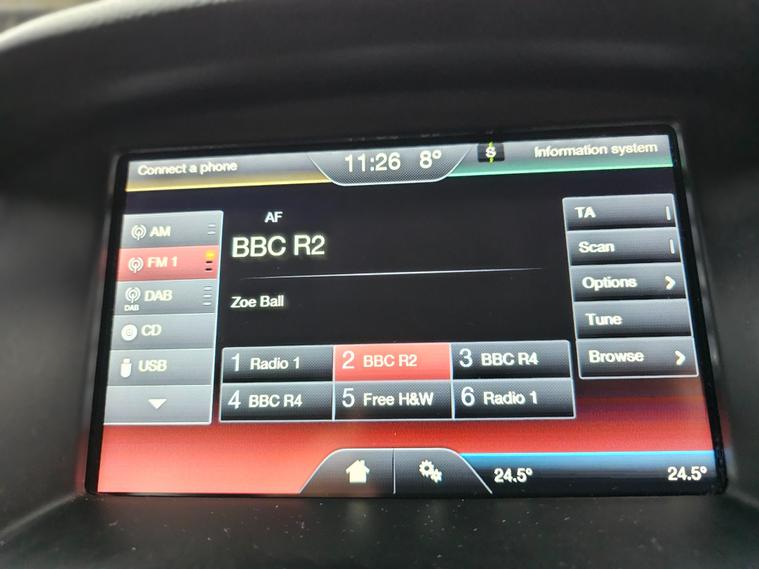 Connect a phone
11:26 8°
S
Information system
AM
FM 1
DAB
DAB
CD
USB
AF
BBC R2
Zoe Ball
1 Radio 1
2 BBC R2
3 BBC R4
4 BBC R4
5 Free H&W
6 Radio 1
TA
Scan
Options
Tune
Browse
24.5°
24.5°